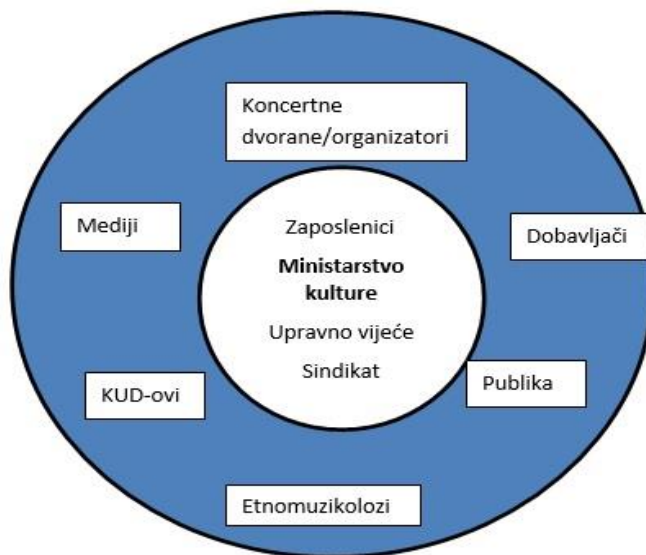 Koncertne
dvorane/organizatori
Mediji
Zaposlenici
Dobavljači
Ministarstvo
kulture
Upravno vijeće
Sindikat
KUD-ovi
Publika
Etnomuzikolozi